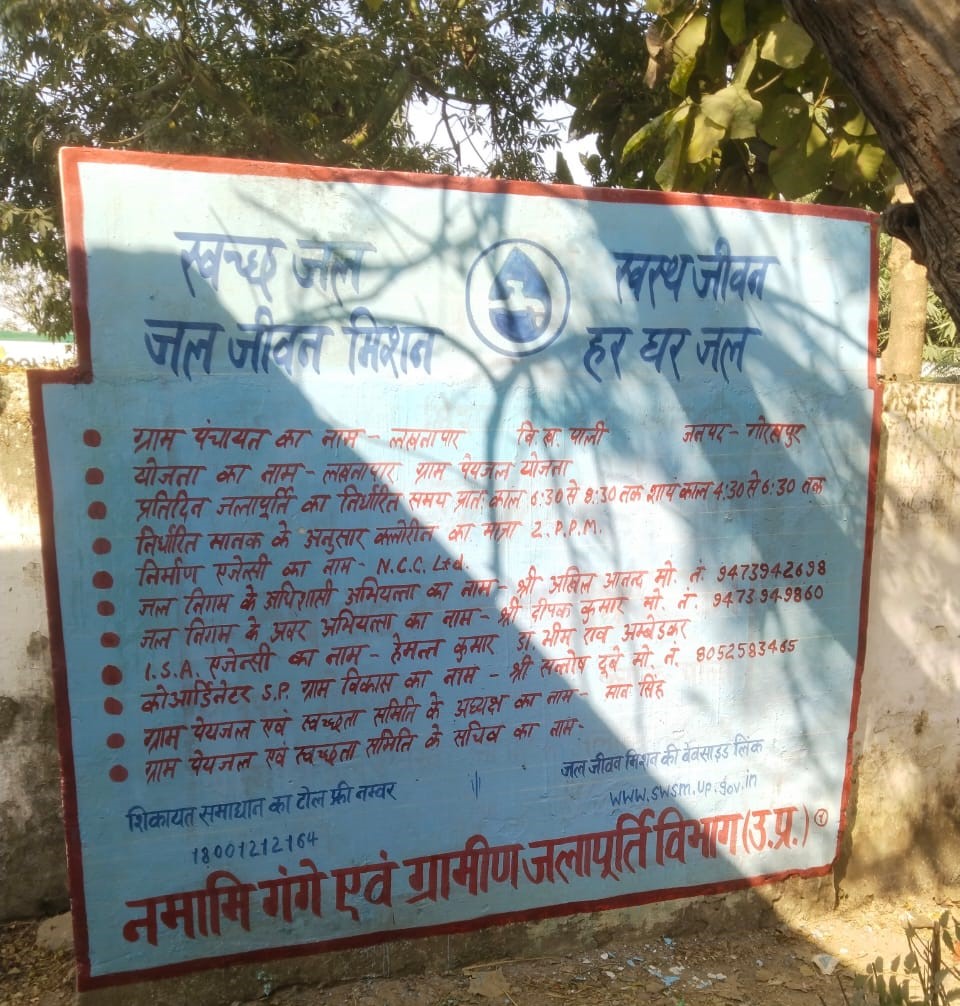 स्वच्छ जल स्वस्थ जीवन
जल जीवन मिशन हर घर जल
ग्राम पंचायत का नाम - लखनापार वि.ख. पाली जनपद - गोरखपुर
योजना का नाम - लखनापार ग्राम पेयजल योजना
प्रतिदिन जलापूर्ति का निर्धारित समय प्रातः काल 6:30 से 8:30 तक शायं काल 4:30 से 6:30 तक
निर्धारित मानक के अनुसार क्लोरीन का मात्रा 2. P.P.M.
निर्माण एजेन्सी का नाम - N.C.C. Ltd.
जल निगम के अधिशासी अभियन्ता का नाम - श्री अखिल आनन्द मो. नं. 9473942698
जल निगम के अवर अभियन्ता का नाम - श्री दीपक कुमार मो. नं. 9473949860
I.S.A. एजेन्सी का नाम - हेमन्त कुमार डा. भीम राव अम्बेडकर
कोआर्डिनेटर S.P. ग्राम विकास का नाम - श्री सन्तोष दूबे मो. नं. 8052583465
ग्राम पेयजल एवं स्वच्छता समिति के अध्यक्ष का नाम - मान सिंह
ग्राम पेयजल एवं स्वच्छता समिति के सचिव का नाम -
शिकायत समाधान का टोल फ्री नम्वर
18001212164
जल जीवन मिशन की बेवसाइड लिंक
www.swsm.up.gov.in
नमामि गंगे एवं ग्रामीण जलापूर्ति विभाग (उ.प्र.)